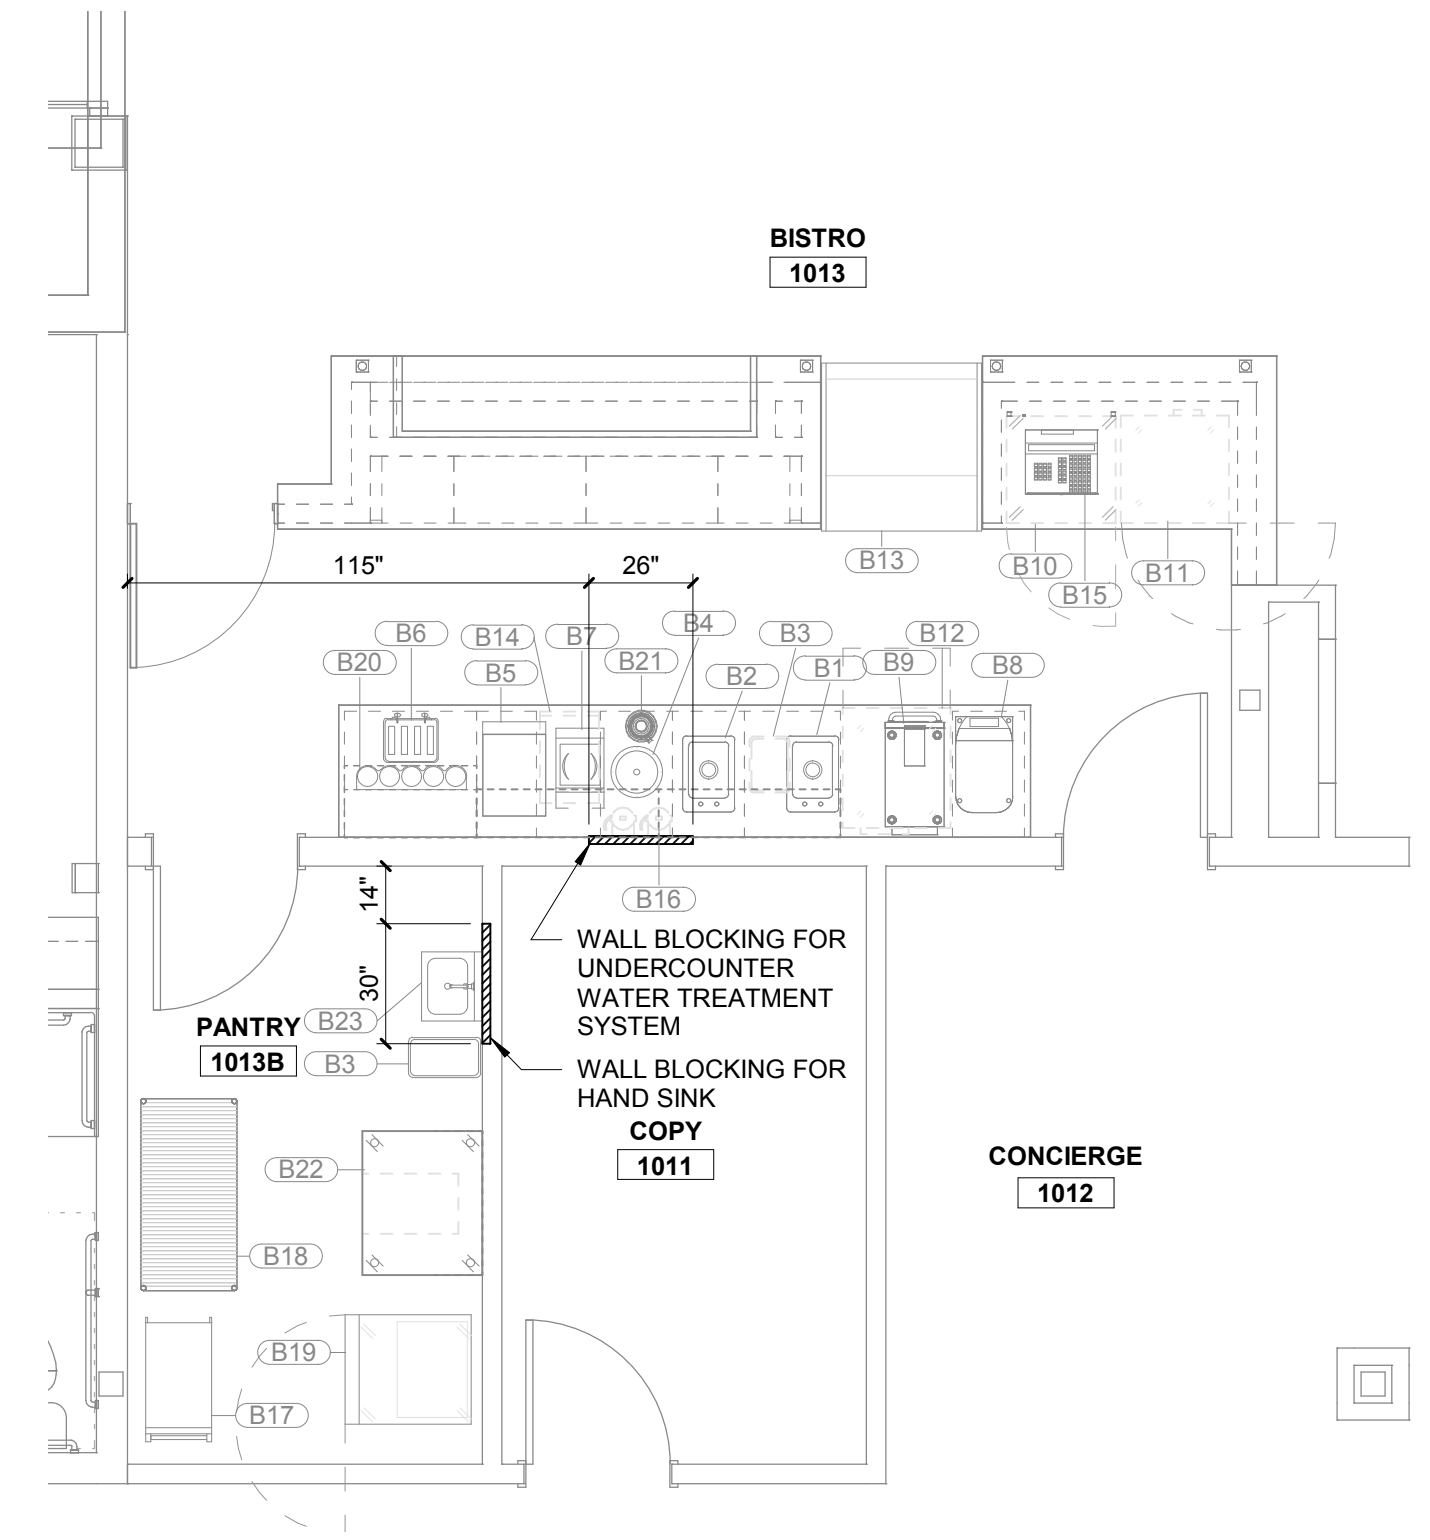 BISTRO
1013
115"
26"
B13
B10
B11
B15
B6
B14
B7
B4
B3
B12
B20
B5
B21
B2
B1
B9
B8
14"
B16
WALL BLOCKING FOR
UNDERCOUNTER
WATER TREATMENT
SYSTEM
30"
PANTRY
1013B
B23
B3
WALL BLOCKING FOR
HAND SINK
COPY
1011
CONCIERGE
1012
B22
B18
B19
B17